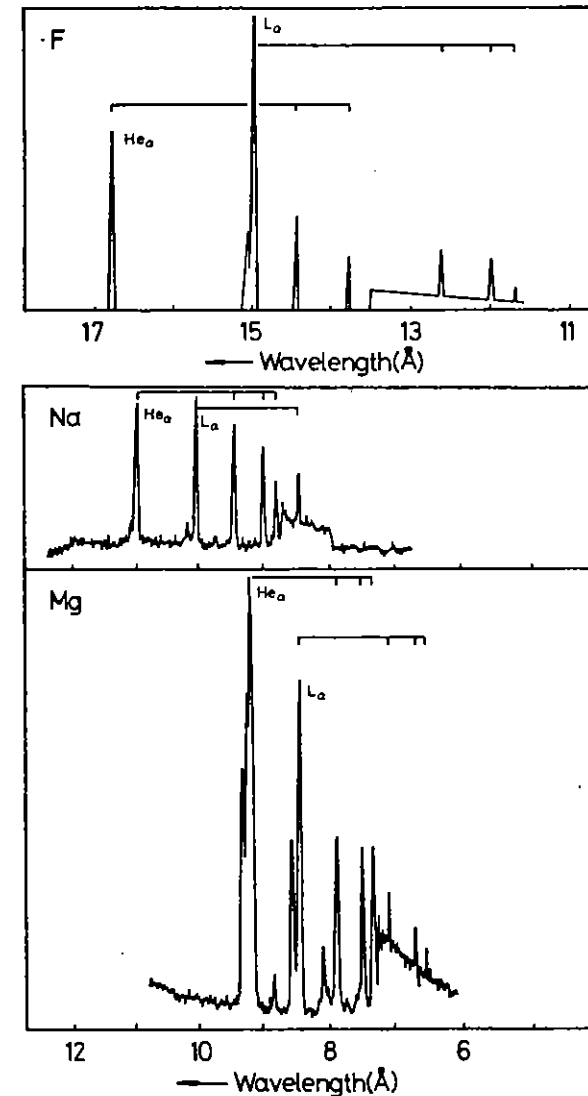 F
Lα
Heα
17 15 13 11
← Wavelength(Å)
Na
Heα
Lα
Mg
Heα
Lα
12 10 8 6
← Wavelength(Å)